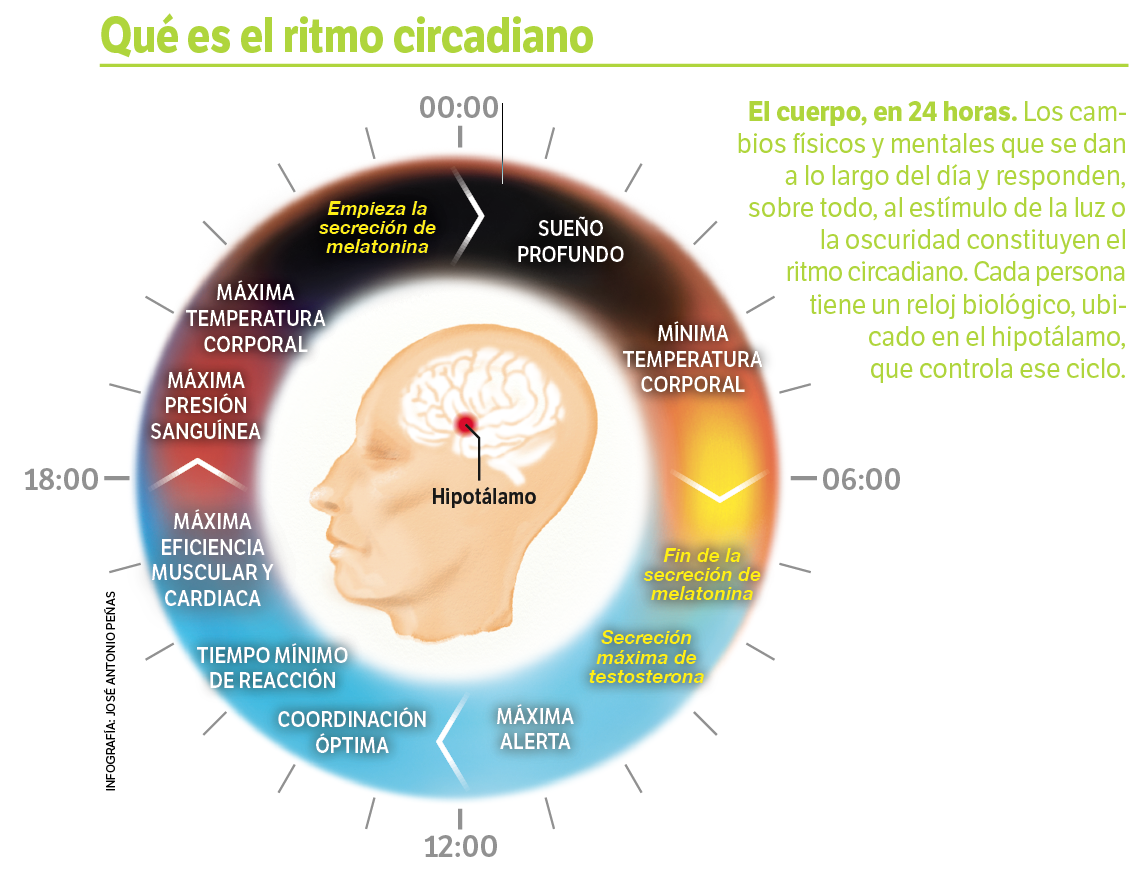 Qué es el ritmo circadiano
El cuerpo, en 24 horas. Los cam-
bios físicos y mentales que se dan
a lo largo del día y responden,
sobre todo, al estímulo de la luz o
la oscuridad constituyen el
ritmo circadiano. Cada persona
tiene un reloj biológico, ubi-
cado en el hipotálamo,
que controla ese ciclo.
00:00
SUEÑO
PROFUNDO
MÍNIMA
TEMPERATURA
CORPORAL
06:00
Fin de la
secreción de
melatonina
Secreción
máxima de
testosterona
MÁXIMA
ALERTA
12:00
COORDINACIÓN
ÓPTIMA
TIEMPO MÍNIMO
DE REACCIÓN
MÁXIMA
EFICIENCIA
MUSCULAR Y
CARDIACA
18:00
MÁXIMA
PRESIÓN
SANGUÍNEA
MÁXIMA
TEMPERATURA
CORPORAL
Empieza la
secreción de
melatonina
Hipotálamo
INFOGRAFÍA: JOSÉ ANTONIO PEÑAS